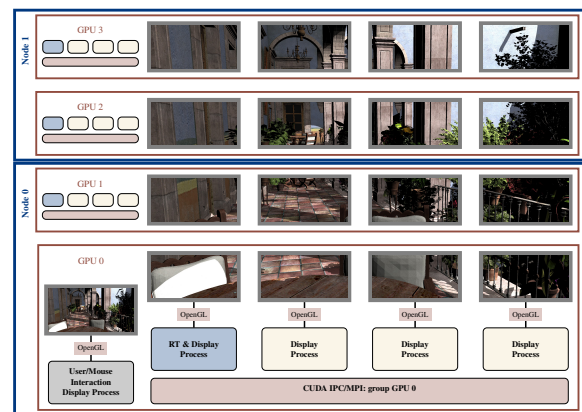 Node 1
GPU 3
GPU 2
Node 0
GPU 1
GPU 0
OpenGL
OpenGL
OpenGL
OpenGL
OpenGL
RT & Display
Process
Display
Process
Display
Process
Display
Process
User/Mouse
Interaction
Display Process
CUDA IPC/MPI: group GPU 0